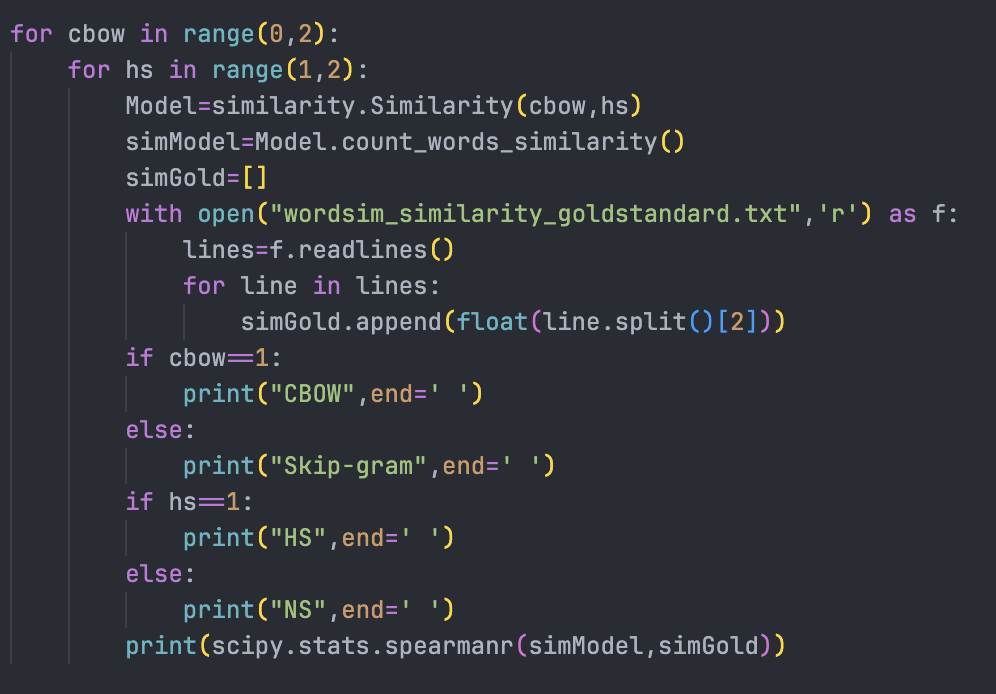 for cbow in range(0,2):
    for hs in range(1,2):
        Model=similarity.Similarity(cbow,hs)
        simModel=Model.count_words_similarity()
        simGold=[]
        with open("wordsim_similarity_goldstandard.txt",'r') as f:
            lines=f.readlines()
            for line in lines:
                simGold.append(float(line.split()[2]))
        if cbow==1:
            print("CBOW",end=' ')
        else:
            print("Skip-gram",end=' ')
        if hs==1:
            print("HS",end=' ')
        else:
            print("NS",end=' ')
        print(scipy.stats.spearmanr(simModel,simGold))